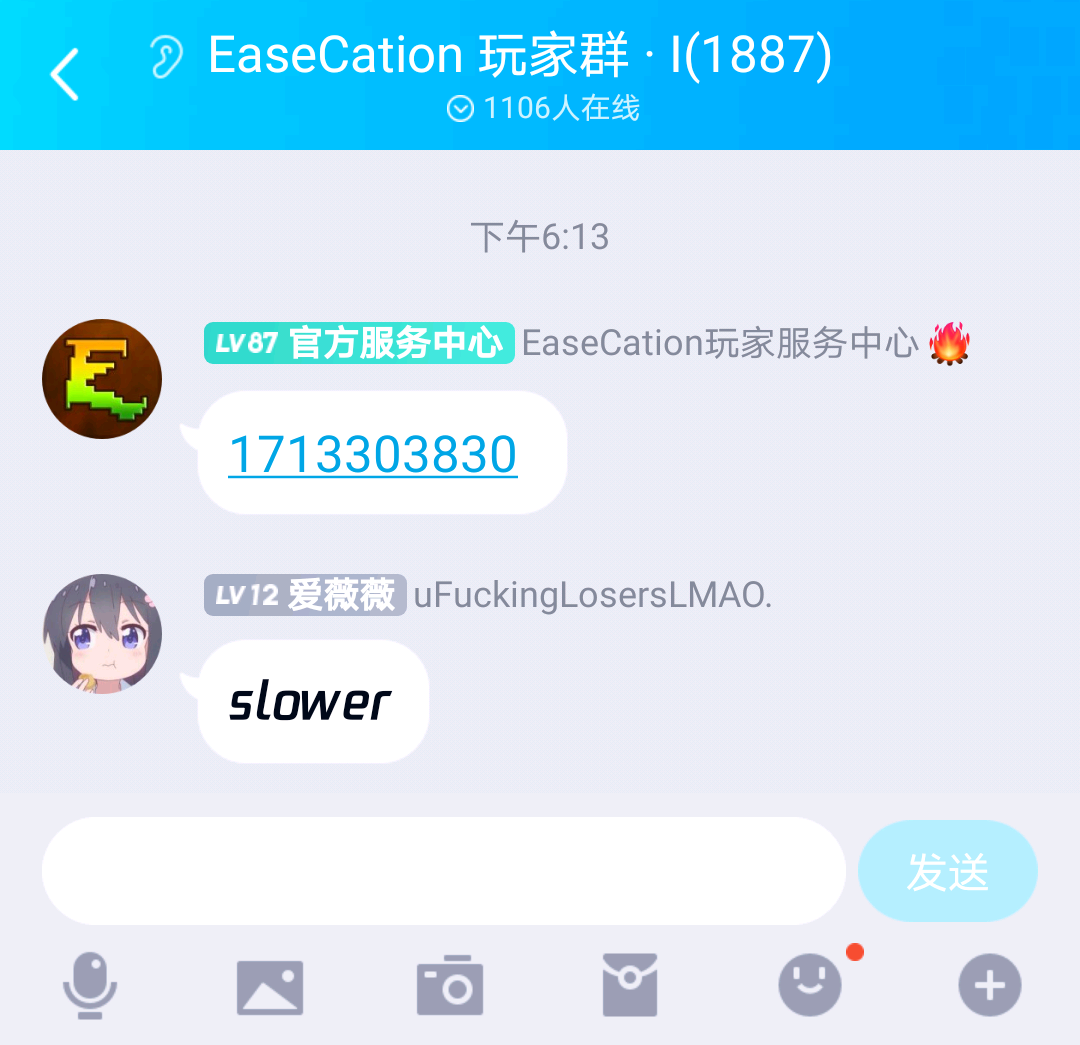 EaseCation 玩家群 · I(1887)
1106人在线
下午6:13
LV87 官方服务中心 EaseCation玩家服务中心🔥
1713303830
LV12 爱薇薇 uFuckingLosersLMAO.
slower
发送